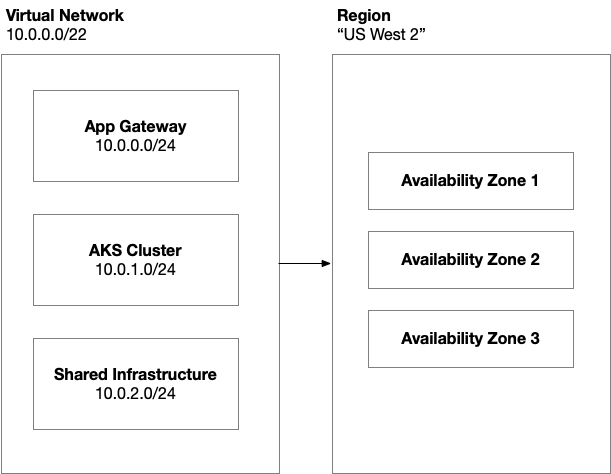 Virtual Network
10.0.0.0/22
App Gateway
10.0.0.0/24
AKS Cluster
10.0.1.0/24
Shared Infrastructure
10.0.2.0/24
Region
“US West 2”
Availability Zone 1
Availability Zone 2
Availability Zone 3